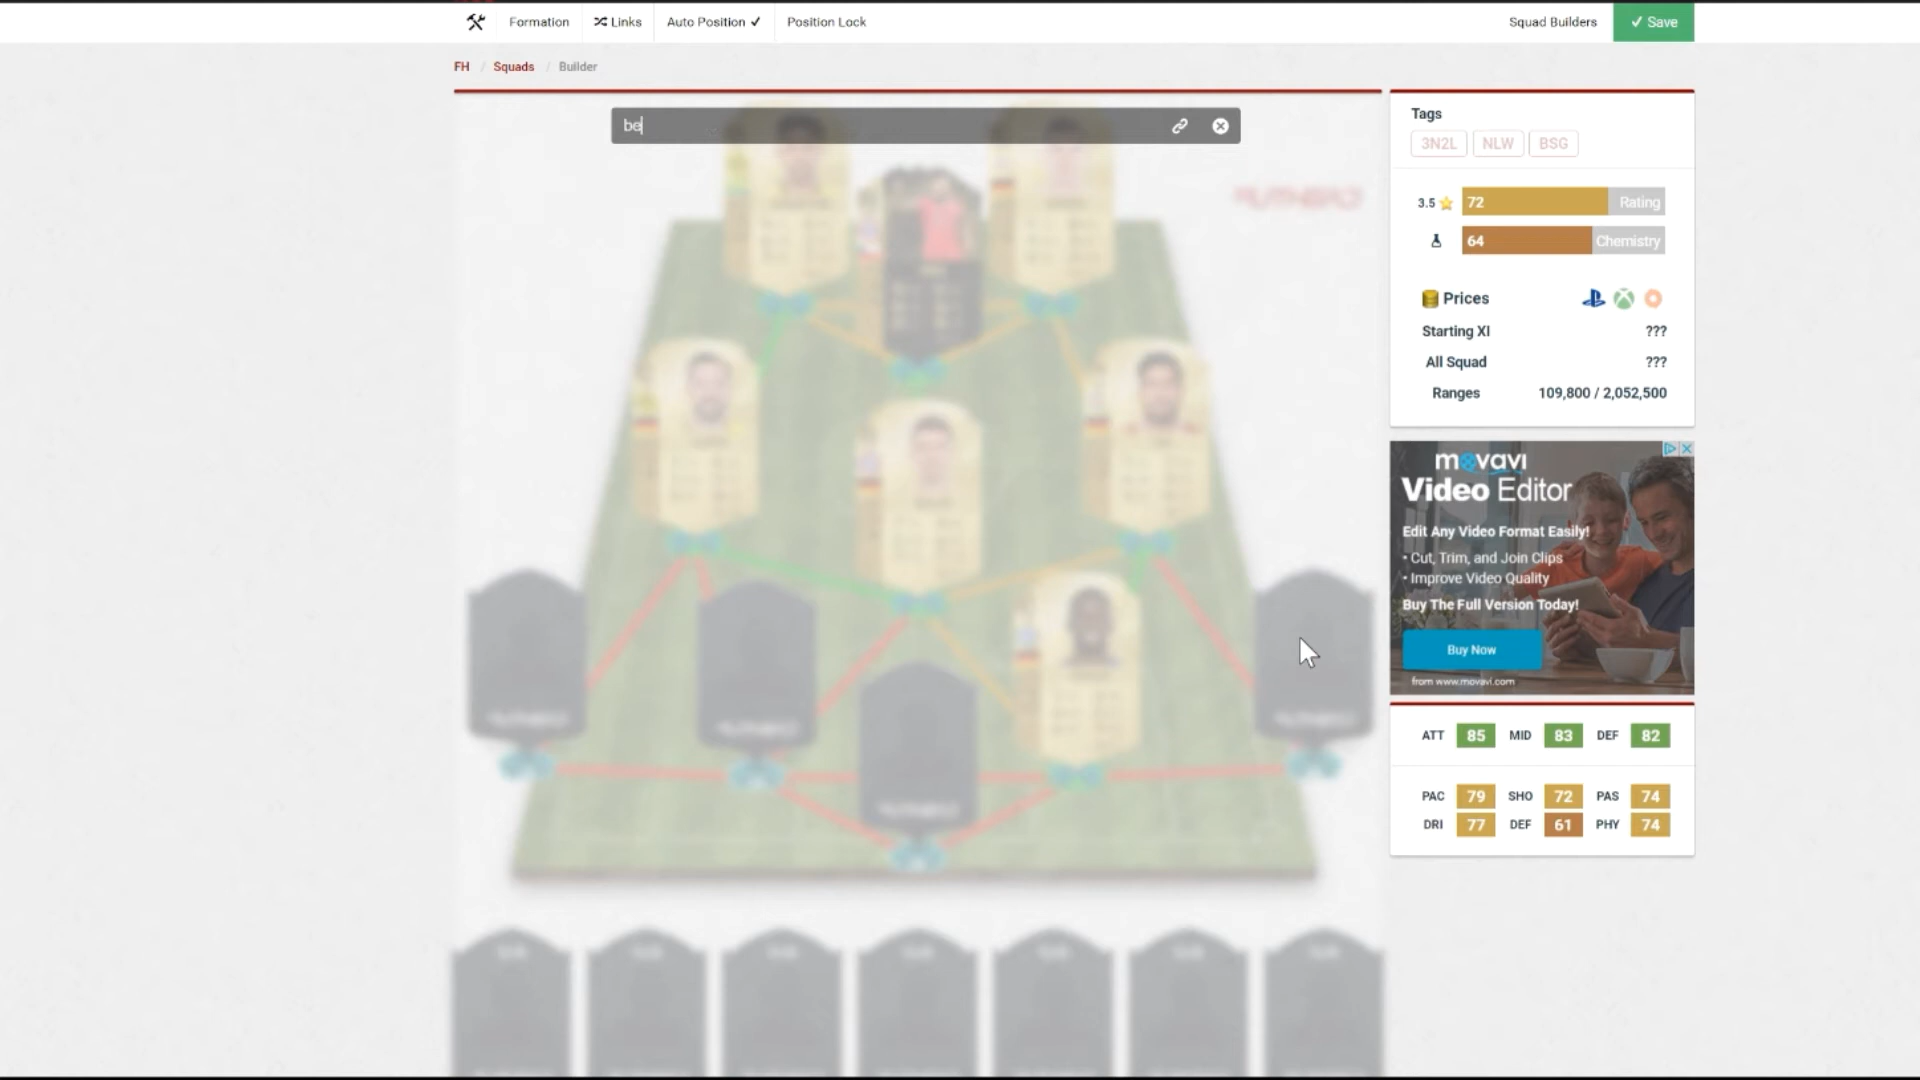 Formation
Links
Auto Position ✓
Position Lock
Squad Builders
✓ Save
FH / Squads / Builder
be
Tags
3N2L
NLW
BSG
3.5
72
Rating
64
Chemistry
Prices
Starting XI ???
All Squad ???
Ranges 109,800 / 2,052,500
movavi
Video Editor
Edit Any Video Format Easily!
• Cut, Trim, and Join Clips
• Improve Video Quality
Buy The Full Version Today!
Buy Now
from www.movavi.com
ATT 85 MID 83 DEF 82
PAC 79 SHO 72 PAS 74
DRI 77 DEF 61 PHY 74